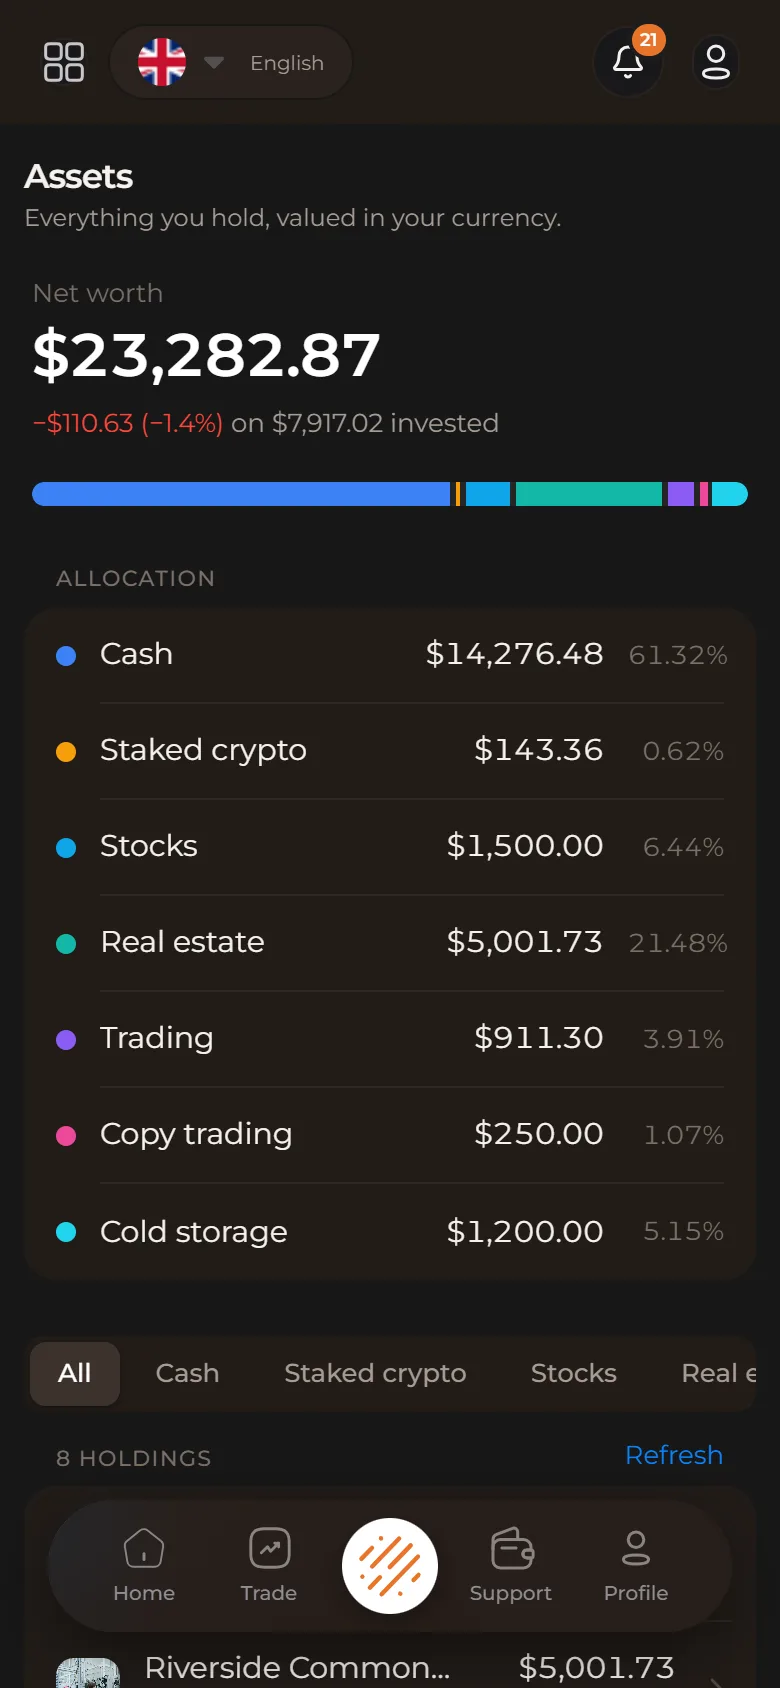 English
21
Assets
Everything you hold, valued in your currency.
Net worth
$23,282.87
−$110.63 (−1.4%) on $7,917.02 invested
ALLOCATION
Cash $14,276.48 61.32%
Staked crypto $143.36 0.62%
Stocks $1,500.00 6.44%
Real estate $5,001.73 21.48%
Trading $911.30 3.91%
Copy trading $250.00 1.07%
Cold storage $1,200.00 5.15%
All Cash Staked crypto Stocks Real e
8 HOLDINGS Refresh
Home Trade Support Profile
Riverside Common... $5,001.73